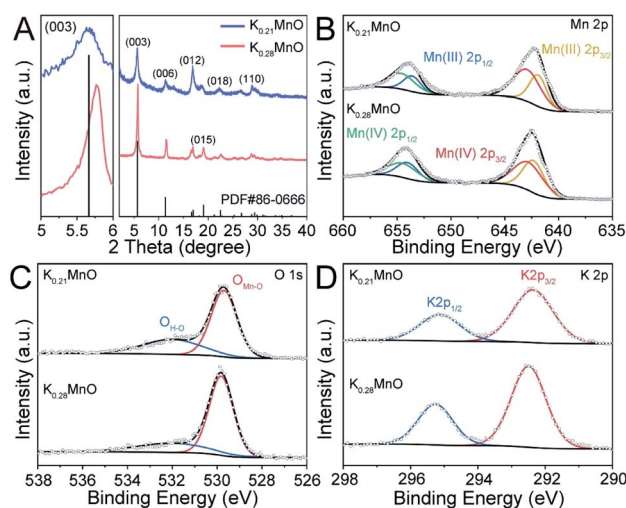 A
(003)
K0.21MnO
K0.28MnO
(003)
(006)
(012)
(018)
(110)
(015)
PDF#86-0666
Intensity (a.u.)
5 5.5 6 10 15 20 25 30 35 40
2 Theta (degree)
B
K0.21MnO
Mn 2p
Mn(III) 2p1/2
Mn(III) 2p3/2
K0.28MnO
Mn(IV) 2p1/2
Mn(IV) 2p3/2
Intensity (a.u.)
660 655 650 645 640 635
Binding Energy (eV)
C
K0.21MnO
O 1s
OMn-O
OH-O
K0.28MnO
Intensity (a.u.)
538 536 534 532 530 528 526
Binding Energy (eV)
D
K0.21MnO
K 2p
K2p3/2
K2p1/2
K0.28MnO
Intensity (a.u.)
298 296 294 292 290
Binding Energy (eV)